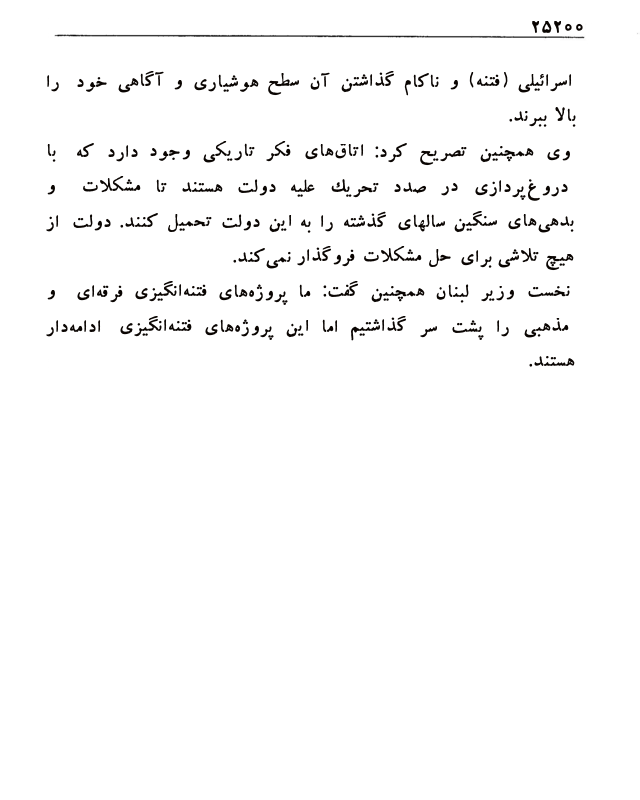 ۲۵۲۰۰
اسرائیلی (فتنه) و ناکام گذاشتن آن سطح هوشیاری و آگاهی خود را
بالا ببرند.
وی همچنین تصریح کرد: اتاق‌های فکر تاریکی وجود دارد که با
دروغ‌پردازی در صدد تحریك علیه دولت هستند تا مشکلات و
بدهی‌های سنگین سالهای گذشته را به این دولت تحمیل کنند. دولت از
هیچ تلاشی برای حل مشکلات فروگذار نمی‌کند.
نخست وزیر لبنان همچنین گفت: ما پروژه‌های فتنه‌انگیزی فرقه‌ای و
مذهبی را پشت سر گذاشتیم اما این پروژه‌های فتنه‌انگیزی ادامه‌دار
هستند.